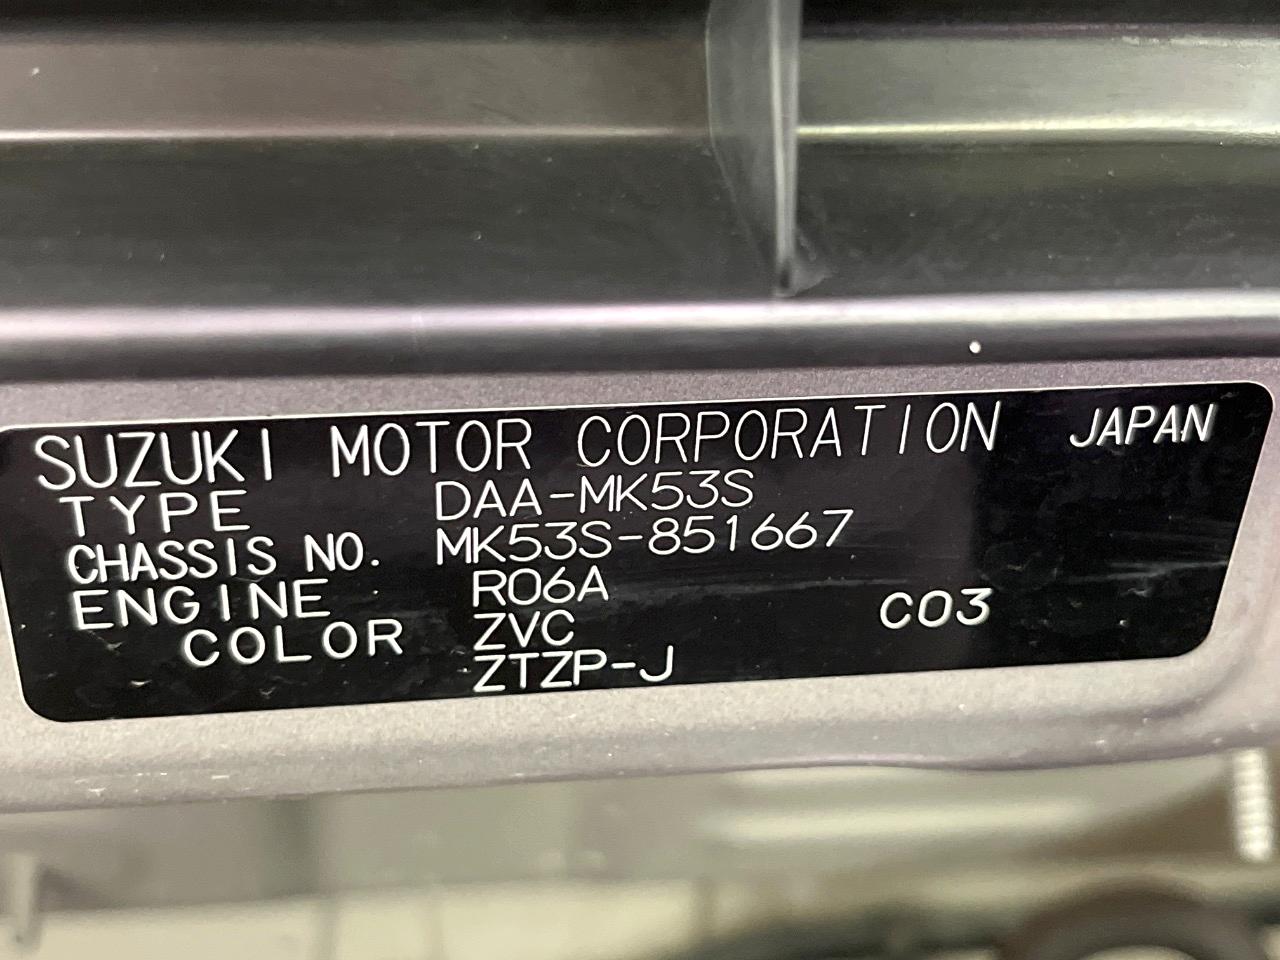 SUZUKI MOTOR CORPORATION JAPAN
TYPE DAA-MK53S
CHASSIS NO. MK53S-851667
ENGINE R06A
COLOR ZVC C03
ZTZP-J